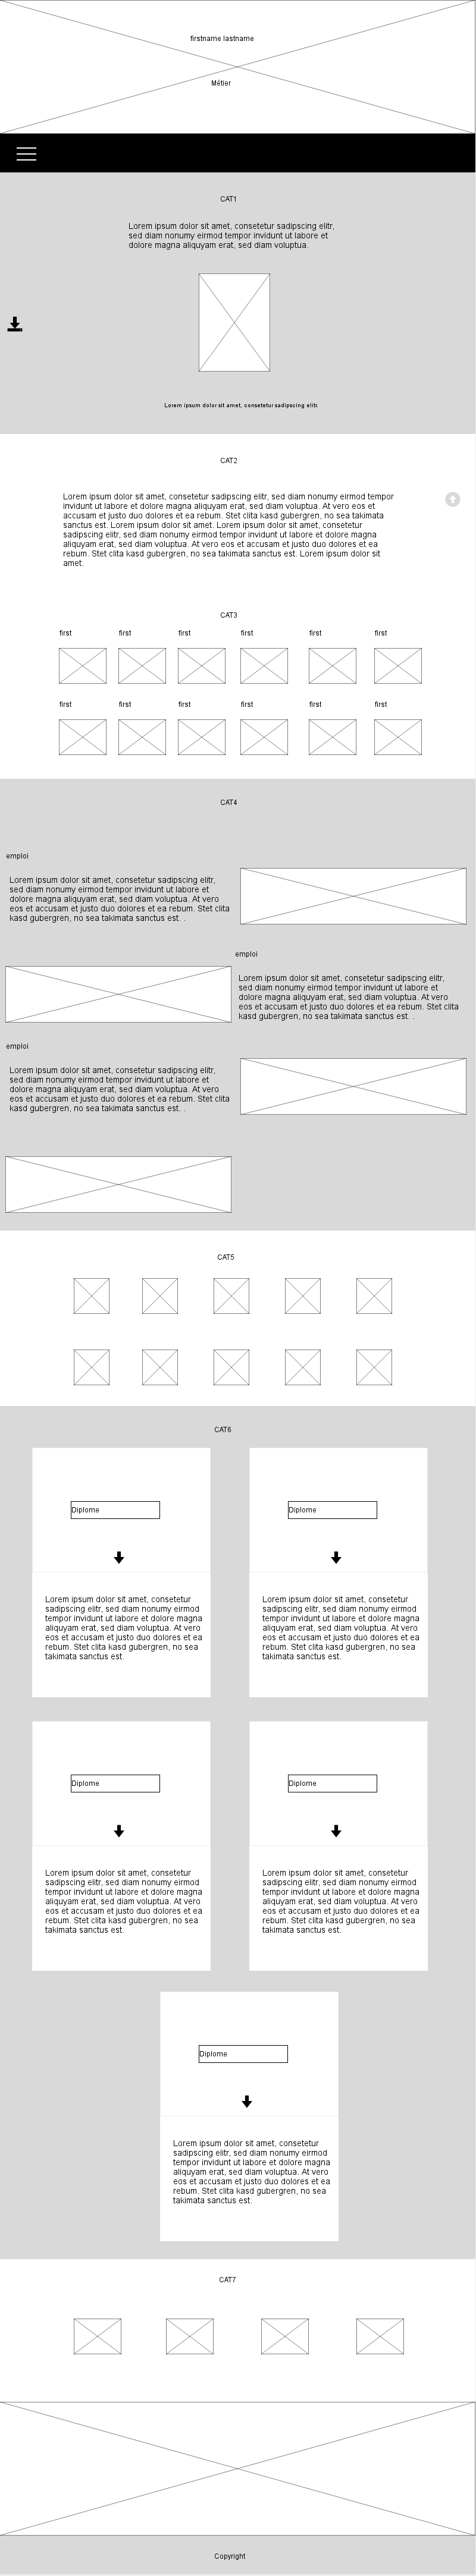 firstname lastname
Métier
CAT1
Lorem ipsum dolor sit amet, consetetur sadipscing elitr,
sed diam nonumy eirmod tempor invidunt ut labore et
dolore magna aliquyam erat, sed diam voluptua.
Lorem ipsum dolor sit amet, consetetur sadipscing elitr.
CAT2
Lorem ipsum dolor sit amet, consetetur sadipscing elitr, sed diam nonumy eirmod tempor
invidunt ut labore et dolore magna aliquyam erat, sed diam voluptua. At vero eos et
accusam et justo duo dolores et ea rebum. Stet clita kasd gubergren, no sea takimata
sanctus est. Lorem ipsum dolor sit amet. Lorem ipsum dolor sit amet, consetetur
sadipscing elitr, sed diam nonumy eirmod tempor invidunt ut labore et dolore magna
aliquyam erat, sed diam voluptua. At vero eos et accusam et justo duo dolores et ea
rebum. Stet clita kasd gubergren, no sea takimata sanctus est. Lorem ipsum dolor sit
amet.
CAT3
first first first first first first
first first first first first first
CAT4
emploi
Lorem ipsum dolor sit amet, consetetur sadipscing elitr,
sed diam nonumy eirmod tempor invidunt ut labore et
dolore magna aliquyam erat, sed diam voluptua. At vero
eos et accusam et justo duo dolores et ea rebum. Stet clita
kasd gubergren, no sea takimata sanctus est. .
emploi
Lorem ipsum dolor sit amet, consetetur sadipscing elitr,
sed diam nonumy eirmod tempor invidunt ut labore et
dolore magna aliquyam erat, sed diam voluptua. At vero
eos et accusam et justo duo dolores et ea rebum. Stet clita
kasd gubergren, no sea takimata sanctus est. .
emploi
Lorem ipsum dolor sit amet, consetetur sadipscing elitr,
sed diam nonumy eirmod tempor invidunt ut labore et
dolore magna aliquyam erat, sed diam voluptua. At vero
eos et accusam et justo duo dolores et ea rebum. Stet clita
kasd gubergren, no sea takimata sanctus est. .
CAT5
CAT6
Diplome
Lorem ipsum dolor sit amet, consetetur
sadipscing elitr, sed diam nonumy eirmod
tempor invidunt ut labore et dolore magna
aliquyam erat, sed diam voluptua. At vero
eos et accusam et justo duo dolores et ea
rebum. Stet clita kasd gubergren, no sea
takimata sanctus est.
Diplome
Lorem ipsum dolor sit amet, consetetur
sadipscing elitr, sed diam nonumy eirmod
tempor invidunt ut labore et dolore magna
aliquyam erat, sed diam voluptua. At vero
eos et accusam et justo duo dolores et ea
rebum. Stet clita kasd gubergren, no sea
takimata sanctus est.
Diplome
Lorem ipsum dolor sit amet, consetetur
sadipscing elitr, sed diam nonumy eirmod
tempor invidunt ut labore et dolore magna
aliquyam erat, sed diam voluptua. At vero
eos et accusam et justo duo dolores et ea
rebum. Stet clita kasd gubergren, no sea
takimata sanctus est.
Diplome
Lorem ipsum dolor sit amet, consetetur
sadipscing elitr, sed diam nonumy eirmod
tempor invidunt ut labore et dolore magna
aliquyam erat, sed diam voluptua. At vero
eos et accusam et justo duo dolores et ea
rebum. Stet clita kasd gubergren, no sea
takimata sanctus est.
Diplome
Lorem ipsum dolor sit amet, consetetur
sadipscing elitr, sed diam nonumy eirmod
tempor invidunt ut labore et dolore magna
aliquyam erat, sed diam voluptua. At vero
eos et accusam et justo duo dolores et ea
rebum. Stet clita kasd gubergren, no sea
takimata sanctus est.
CAT7
Copyright